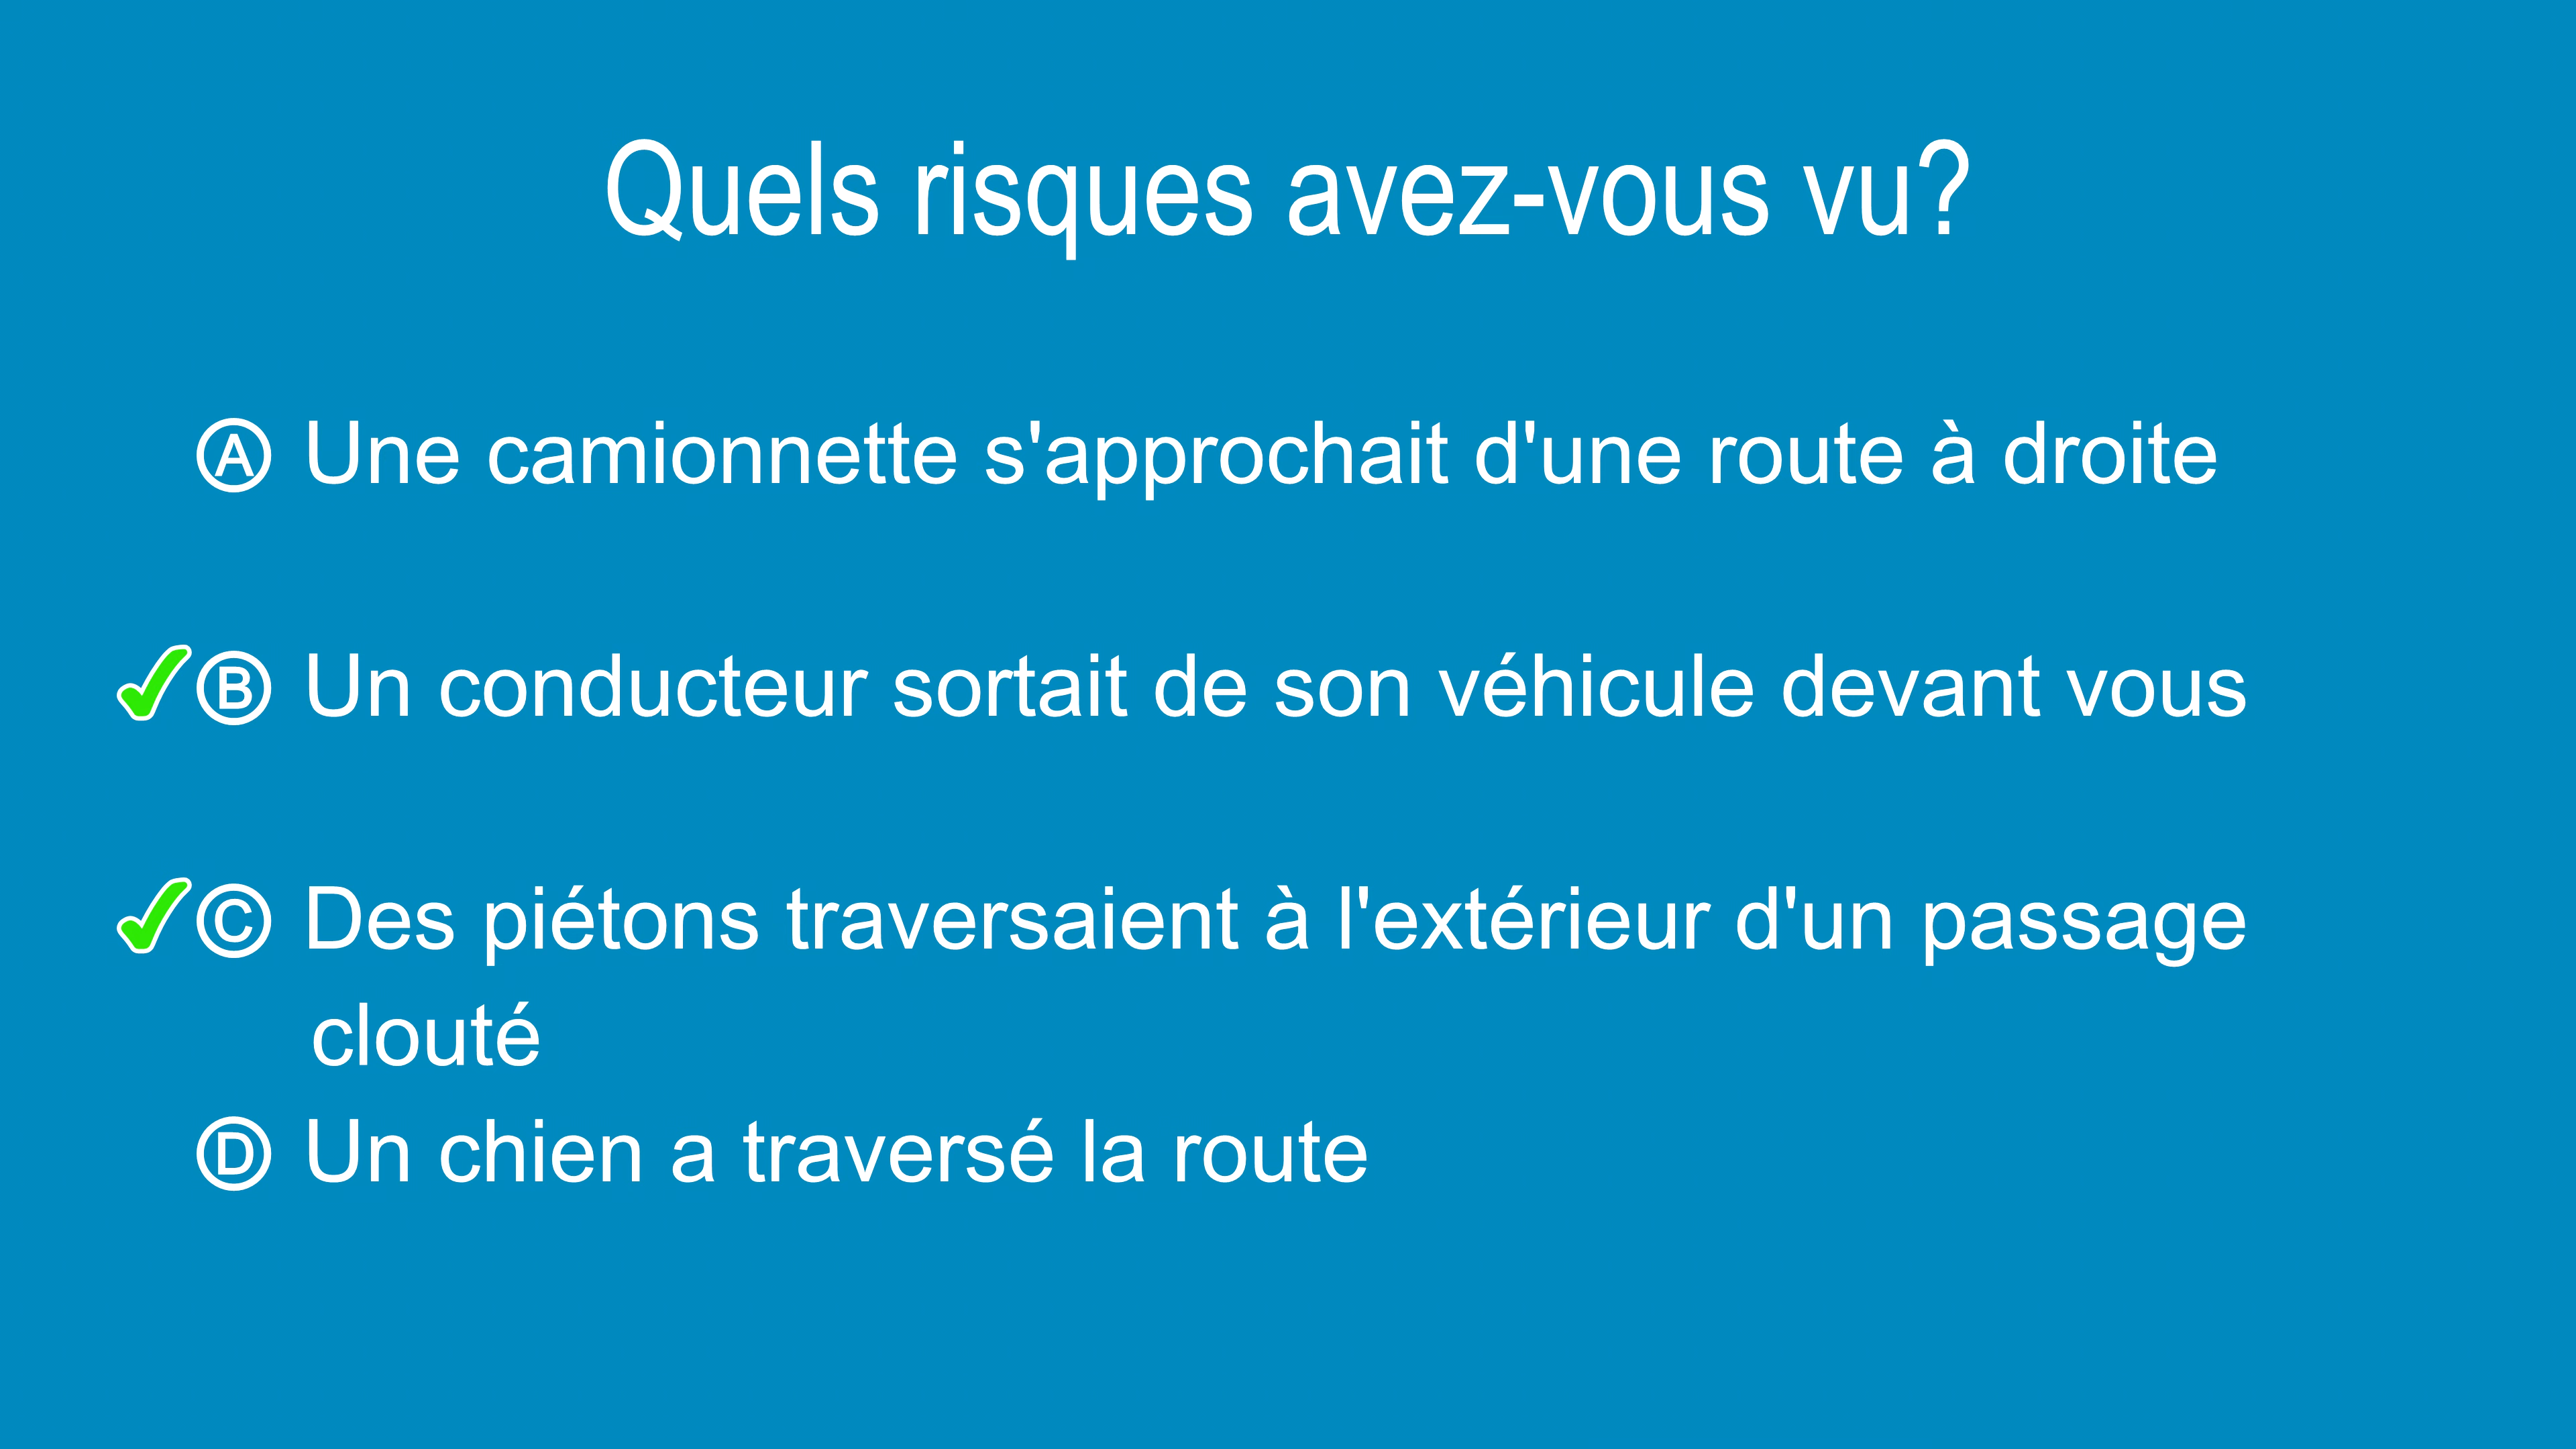 Quels risques avez-vous vu?
Ⓐ Une camionnette s'approchait d'une route à droite
✓Ⓑ Un conducteur sortait de son véhicule devant vous
✓Ⓒ Des piétons traversaient à l'extérieur d'un passage
clouté
Ⓓ Un chien a traversé la route